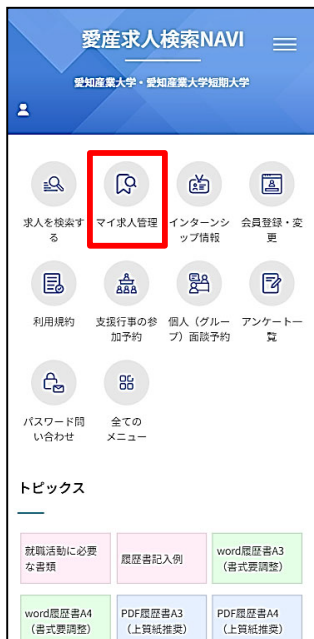 愛産求人検索NAVI
愛知産業大学・愛知産業大学短期大学
求人を検索す
る
マイ求人管理
インターンシ
ップ情報
会員登録・変
更
利用規約
支援行事の参
加予約
個人（グルー
プ）面談予約
アンケート一
覧
パスワード問
い合わせ
全ての
メニュー
トピックス
就職活動に必要
な書類
履歴書記入例
word履歴書A3
（書式要調整）
word履歴書A4
（書式要調整）
PDF履歴書A3
（上質紙推奨）
PDF履歴書A4
（上質紙推奨）